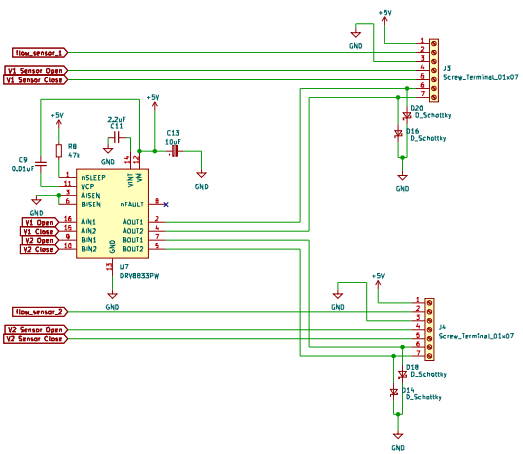 +5V
flow_sensor_1
GND
1
2
3
4
5
6
7
J3
Screw_Terminal_01x07
V1 Sensor Open
V1 Sensor Close
+5V
+5V
2.2uF
C11
C13
10uF
D20
D_Schottky
D16
D_Schottky
R8
47k
GND
C9
0.01uF
14
12
VINT
VM
GND
GND
1
nSLEEP
11
VCP
3
AISEN
6
BISEN
nFAULT
8
GND
V1 Open
16
AIN1
AOUT1
2
V1 Close
15
AIN2
AOUT2
4
V2 Open
9
BIN1
BOUT1
7
V2 Close
10
BIN2
BOUT2
5
GND
13
U7
DRV8833PW
GND
+5V
GND
flow_sensor_2
1
2
3
4
5
6
7
J4
Screw_Terminal_01x07
V2 Sensor Open
V2 Sensor Close
D18
D_Schottky
D14
D_Schottky
GND